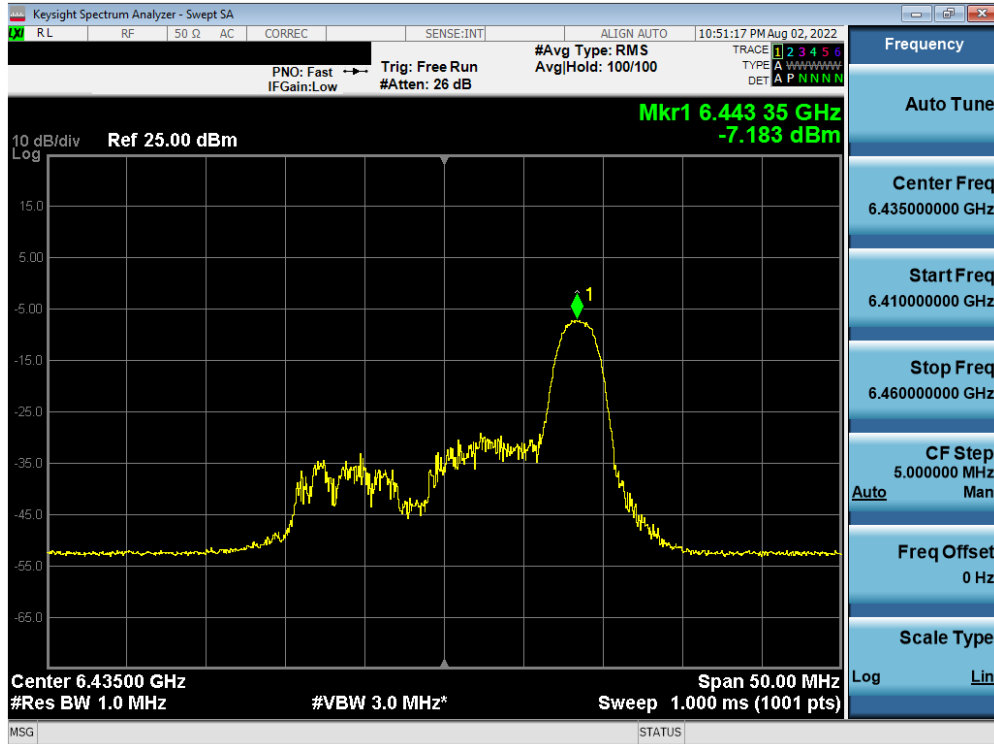 Keysight Spectrum Analyzer - Swept SA
LXI RL RF 50 Ω AC CORREC SENSE:INT ALIGN AUTO 10:51:17 PM Aug 02, 2022
PNO: Fast
IFGain:Low
Trig: Free Run
#Atten: 26 dB
#Avg Type: RMS
Avg|Hold: 100/100
TRACE 1 2 3 4 5 6
TYPE A WWWWW
DET A P N N N N
Mkr1 6.443 35 GHz
-7.183 dBm
10 dB/div Ref 25.00 dBm
Log
15.0
5.00
-5.00
-15.0
-25.0
-35.0
-45.0
-55.0
-65.0
1
Center 6.43500 GHz Span 50.00 MHz
#Res BW 1.0 MHz #VBW 3.0 MHz* Sweep 1.000 ms (1001 pts)
MSG STATUS
Frequency
Auto Tune
Center Freq
6.435000000 GHz
Start Freq
6.410000000 GHz
Stop Freq
6.460000000 GHz
CF Step
5.000000 MHz
Auto Man
Freq Offset
0 Hz
Scale Type
Log Lin